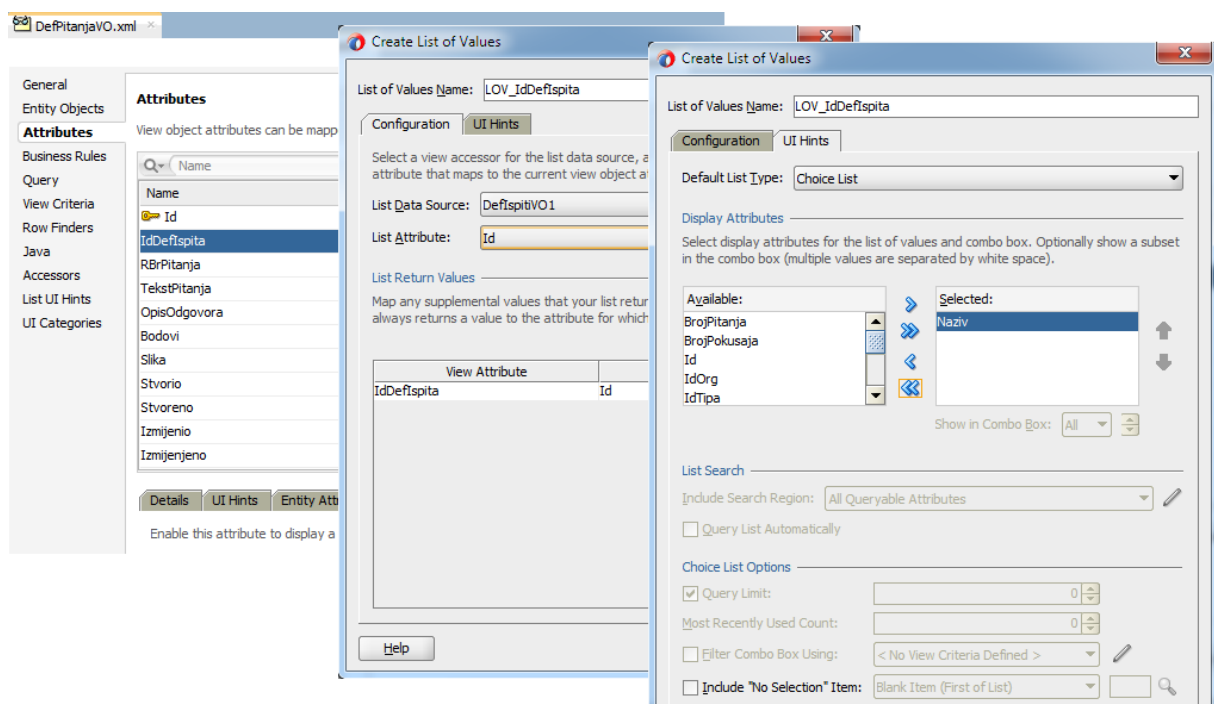 DefPitanjaVO.xml
General
Entity Objects
Attributes
Business Rules
Query
View Criteria
Row Finders
Java
Accessors
List UI Hints
UI Categories
Attributes
View object attributes can be mapp
Name
Name
Id
IdDefIspita
RBrPitanja
TekstPitanja
OpisOdgovora
Bodovi
Slika
Stvorio
Stvoreno
Izmijenio
Izmijenjeno
Details UI Hints Entity Att
Enable this attribute to display a
Create List of Values
List of Values Name: LOV_IdDefIspita
Configuration UI Hints
Select a view accessor for the list data source, a
attribute that maps to the current view object a
List Data Source: DefIspitiVO1
List Attribute: Id
List Return Values
Map any supplemental values that your list retur
always returns a value to the attribute for which
View Attribute
IdDefIspita Id
Help
Create List of Values
List of Values Name: LOV_IdDefIspita
Configuration UI Hints
Default List Type: Choice List
Display Attributes
Select display attributes for the list of values and combo box. Optionally show a subset
in the combo box (multiple values are separated by white space).
Available: Selected:
BrojPitanja Naziv
BrojPokusaja
Id
IdOrg
IdTipa
Show in Combo Box: All
List Search
Include Search Region: All Queryable Attributes
Query List Automatically
Choice List Options
Query Limit: 0
Most Recently Used Count: 0
Filter Combo Box Using: < No View Criteria Defined >
Include "No Selection" Item: Blank Item (First of List)